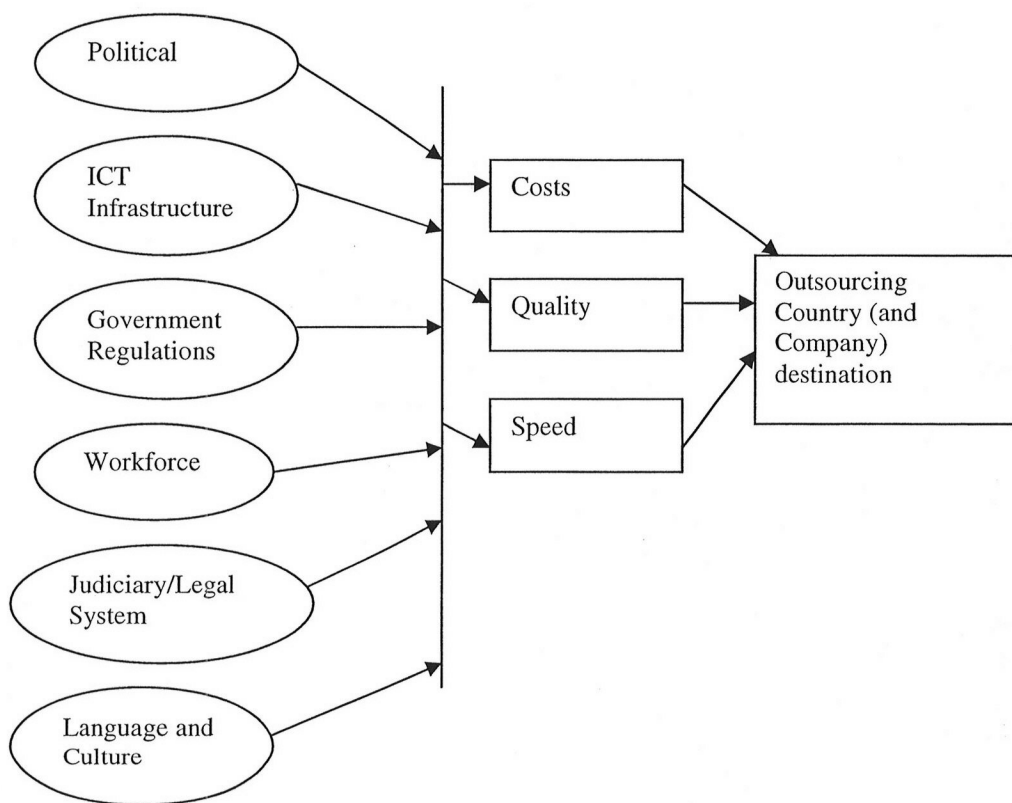 Political
ICT
Infrastructure
Government
Regulations
Workforce
Judiciary/Legal
System
Language and
Culture
Costs
Quality
Speed
Outsourcing
Country (and
Company)
destination